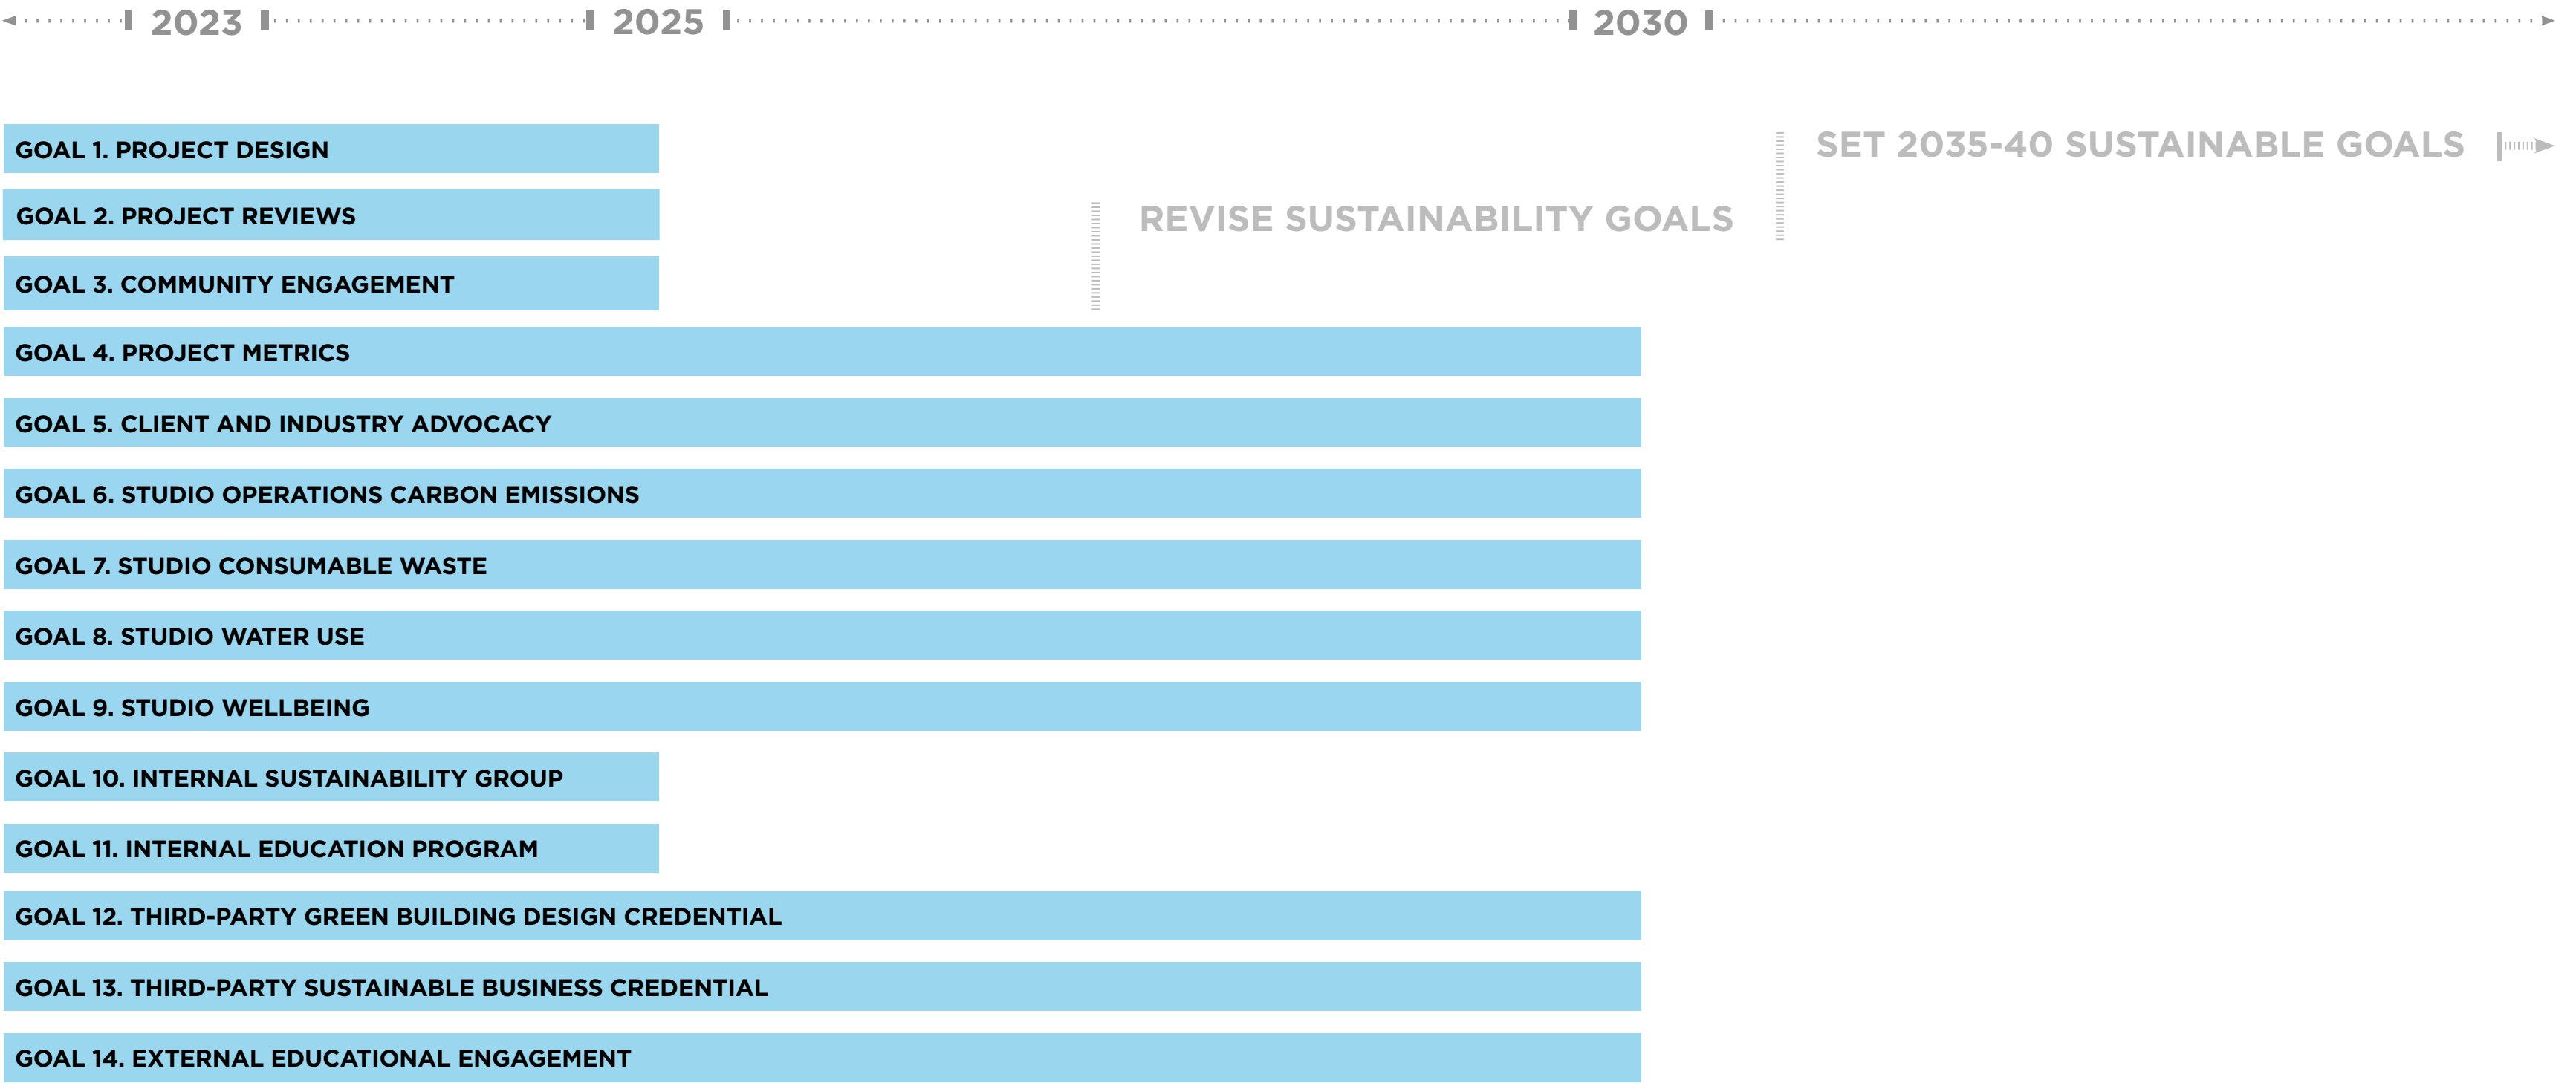 2023 2025 2030
SET 2035-40 SUSTAINABLE GOALS
REVISE SUSTAINABILITY GOALS
GOAL 1. PROJECT DESIGN
GOAL 2. PROJECT REVIEWS
GOAL 3. COMMUNITY ENGAGEMENT
GOAL 4. PROJECT METRICS
GOAL 5. CLIENT AND INDUSTRY ADVOCACY
GOAL 6. STUDIO OPERATIONS CARBON EMISSIONS
GOAL 7. STUDIO CONSUMABLE WASTE
GOAL 8. STUDIO WATER USE
GOAL 9. STUDIO WELLBEING
GOAL 10. INTERNAL SUSTAINABILITY GROUP
GOAL 11. INTERNAL EDUCATION PROGRAM
GOAL 12. THIRD-PARTY GREEN BUILDING DESIGN CREDENTIAL
GOAL 13. THIRD-PARTY SUSTAINABLE BUSINESS CREDENTIAL
GOAL 14. EXTERNAL EDUCATIONAL ENGAGEMENT